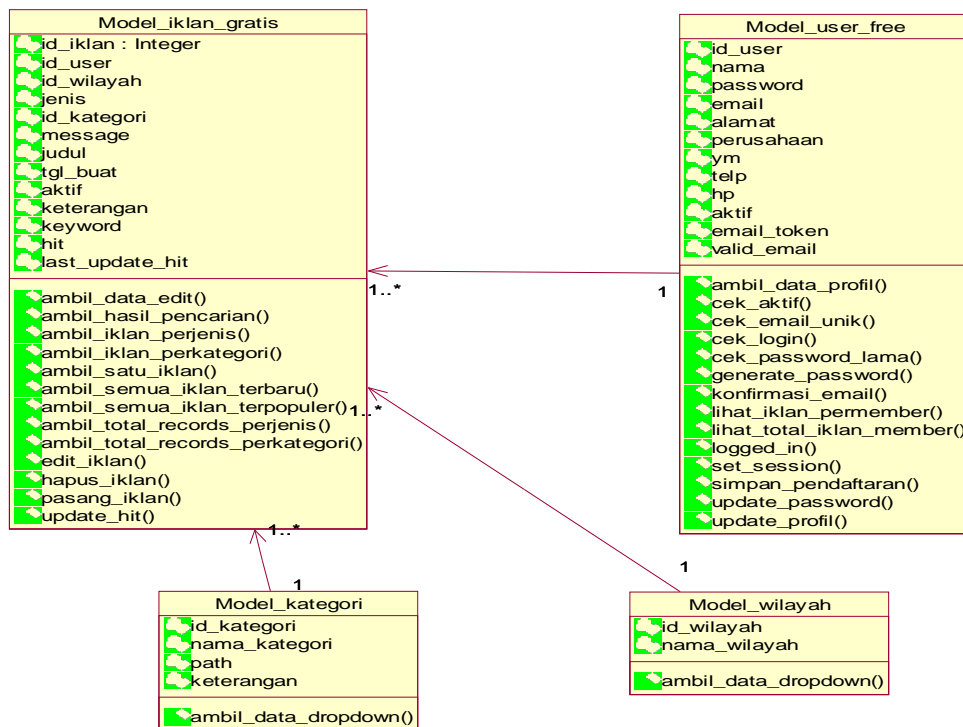 Model_iklan_gratis
id_iklan : Integer
id_user
id_wilayah
jenis
id_kategori
message
judul
tgl_buat
aktif
keterangan
keyword
hit
last_update_hit
ambil_data_edit()
ambil_hasil_pencarian()
ambil_iklan_perjenis()
ambil_iklan_perkategori()
ambil_satu_iklan()
ambil_semua_iklan_terbaru()
ambil_semua_iklan_terpopuler()
ambil_total_records_perjenis()
ambil_total_records_perkategori()
edit_iklan()
hapus_iklan()
pasang_iklan()
update_hit()
Model_user_free
id_user
nama
password
email
alamat
perusahaan
ym
telp
hp
aktif
email_token
valid_email
ambil_data_profil()
cek_aktif()
cek_email_unik()
cek_login()
cek_password_lama()
generate_password()
konfirmasi_email()
lihat_iklan_permember()
lihat_total_iklan_member()
logged_in()
set_session()
simpan_pendaftaran()
update_password()
update_profil()
1..*
1
1..*
1
1..*
1
Model_kategori
id_kategori
nama_kategori
path
keterangan
ambil_data_dropdown()
Model_wilayah
id_wilayah
nama_wilayah
ambil_data_dropdown()